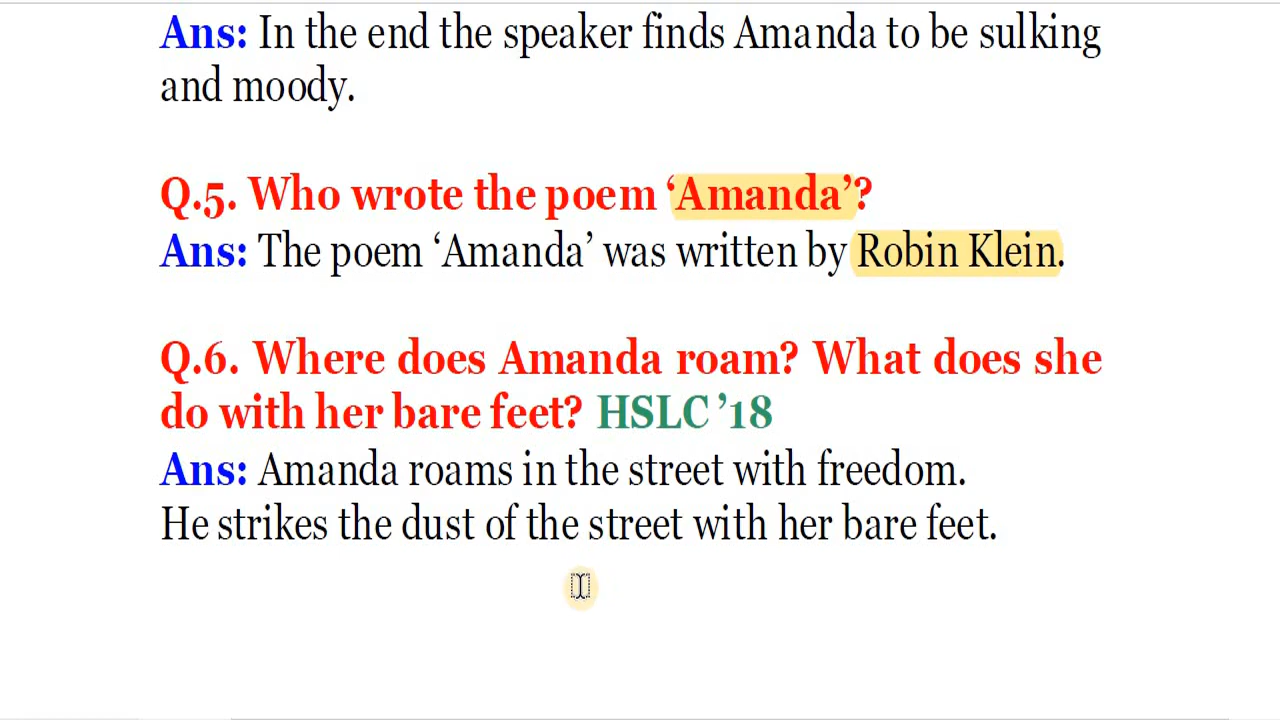 Ans: In the end the speaker finds Amanda to be sulking
and moody.
Q.5. Who wrote the poem ‘Amanda’?
Ans: The poem ‘Amanda’ was written by Robin Klein.
Q.6. Where does Amanda roam? What does she
do with her bare feet? HSLC ’18
Ans: Amanda roams in the street with freedom.
He strikes the dust of the street with her bare feet.